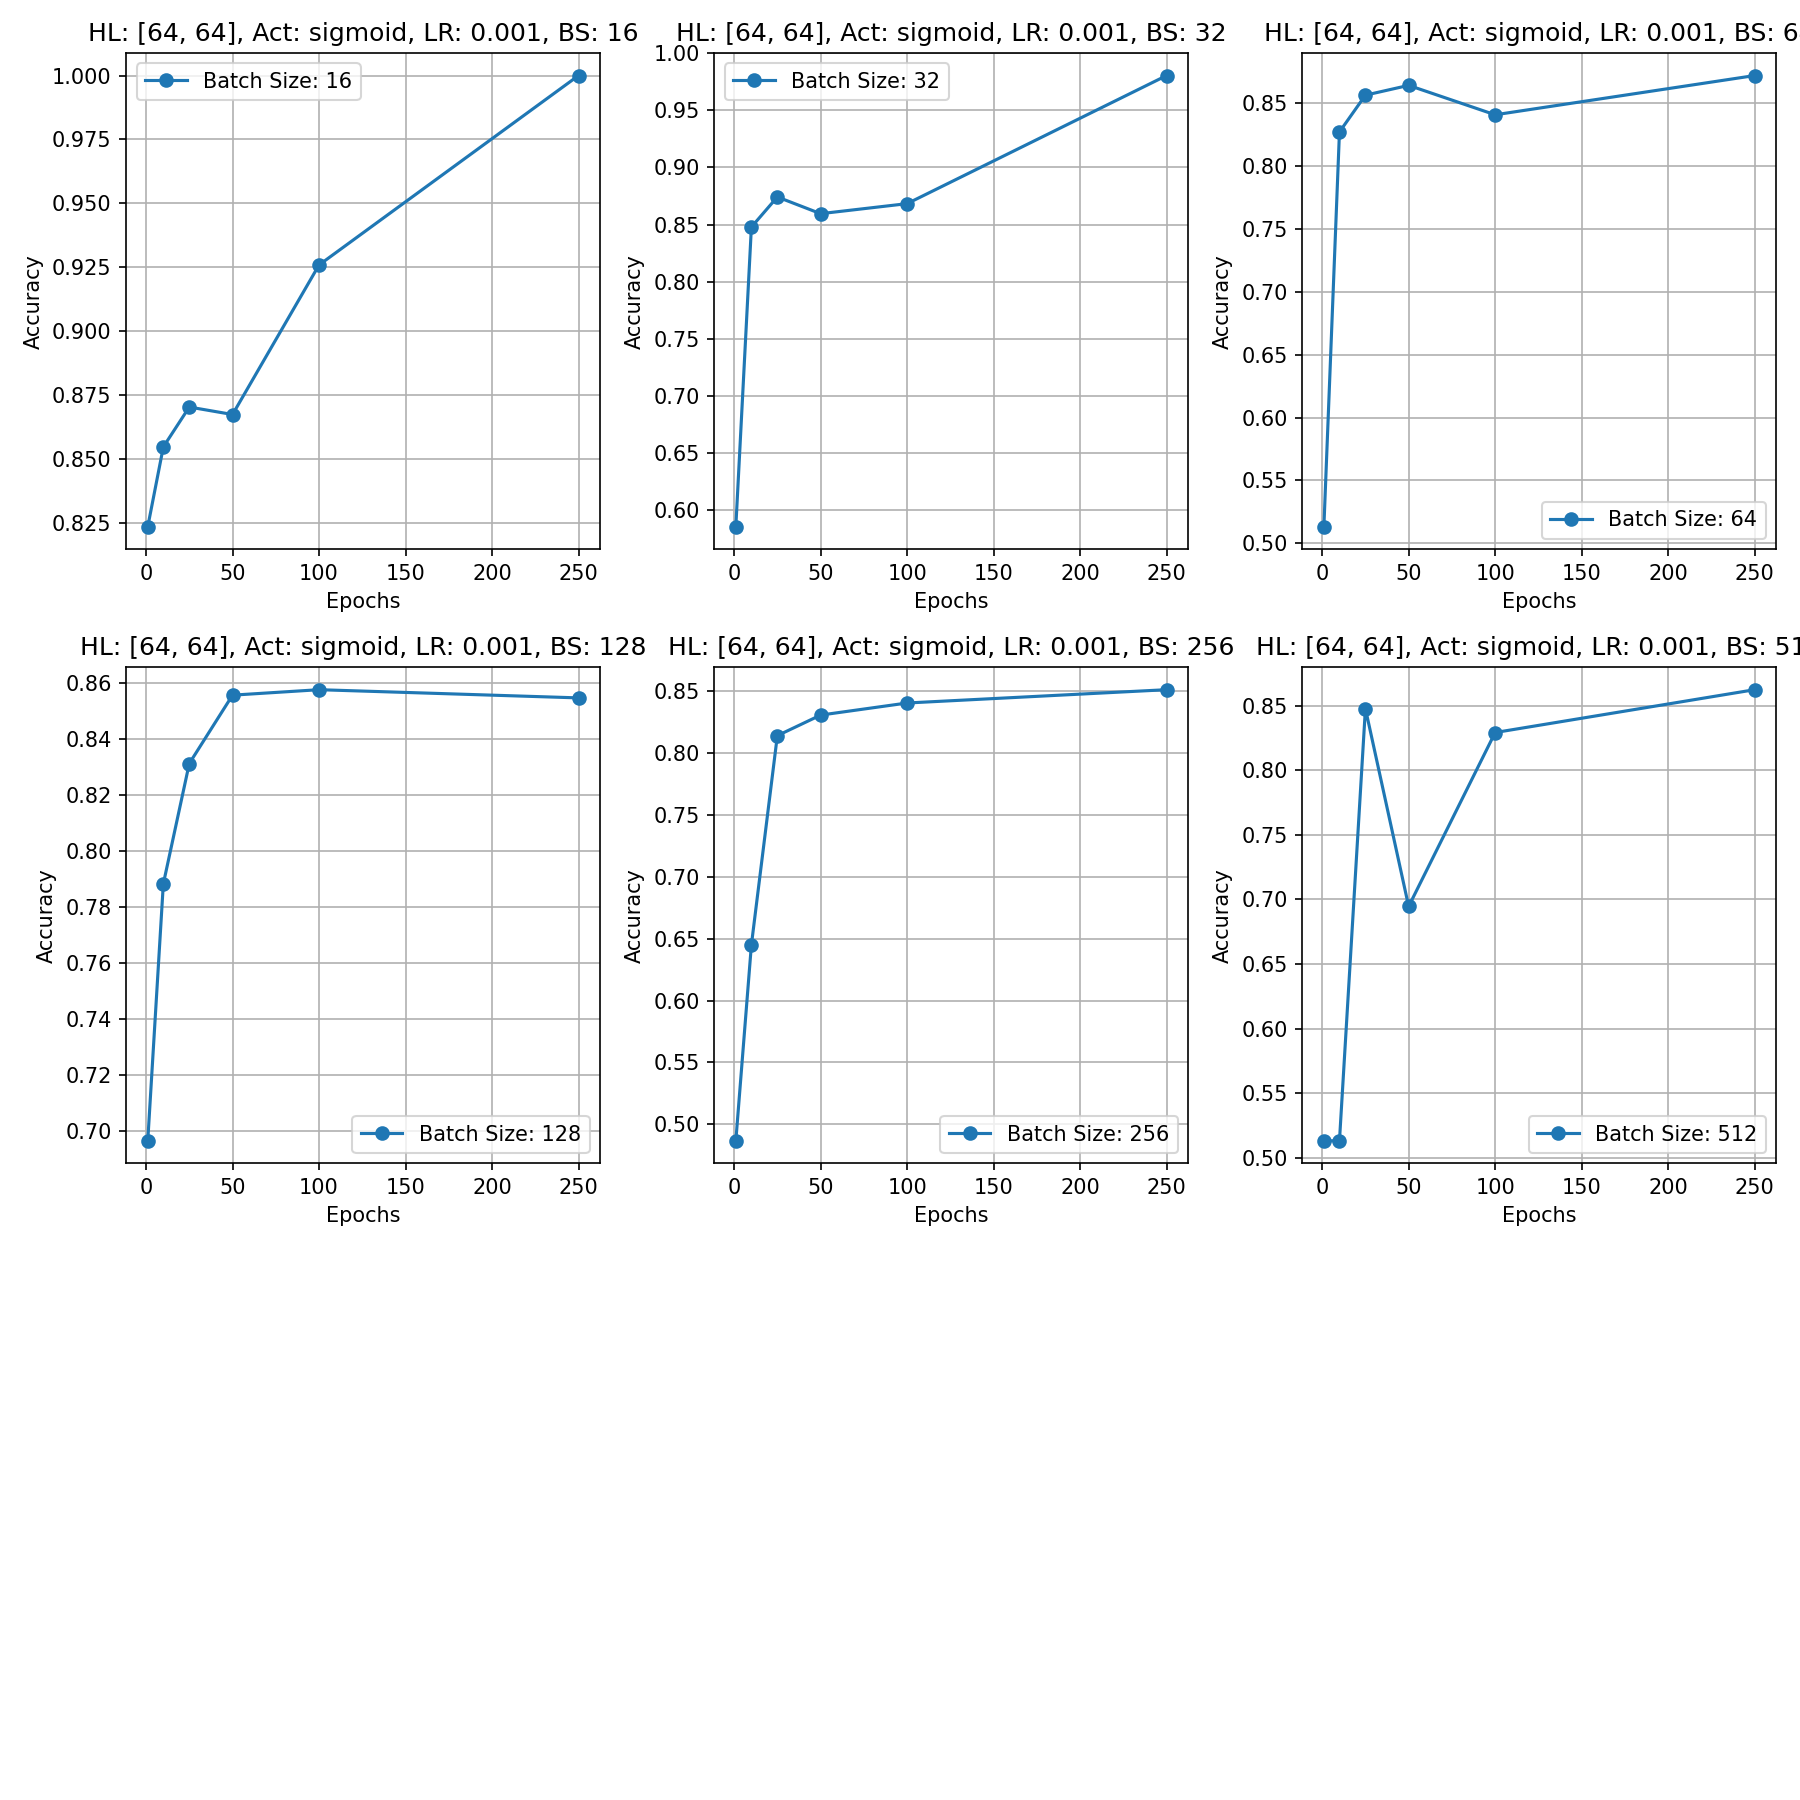 HL: [64, 64], Act: sigmoid, LR: 0.001, BS: 16
Batch Size: 16
Accuracy
1.000
0.975
0.950
0.925
0.900
0.875
0.850
0.825
0 50 100 150 200 250
Epochs
HL: [64, 64], Act: sigmoid, LR: 0.001, BS: 32
Batch Size: 32
Accuracy
1.00
0.95
0.90
0.85
0.80
0.75
0.70
0.65
0.60
0 50 100 150 200 250
Epochs
HL: [64, 64], Act: sigmoid, LR: 0.001, BS: 6
Accuracy
0.85
0.80
0.75
0.70
0.65
0.60
0.55
0.50
Batch Size: 64
0 50 100 150 200 250
Epochs
HL: [64, 64], Act: sigmoid, LR: 0.001, BS: 128
Accuracy
0.86
0.84
0.82
0.80
0.78
0.76
0.74
0.72
0.70
Batch Size: 128
0 50 100 150 200 250
Epochs
HL: [64, 64], Act: sigmoid, LR: 0.001, BS: 256
Accuracy
0.85
0.80
0.75
0.70
0.65
0.60
0.55
0.50
Batch Size: 256
0 50 100 150 200 250
Epochs
HL: [64, 64], Act: sigmoid, LR: 0.001, BS: 51
Accuracy
0.85
0.80
0.75
0.70
0.65
0.60
0.55
0.50
Batch Size: 512
0 50 100 150 200 250
Epochs